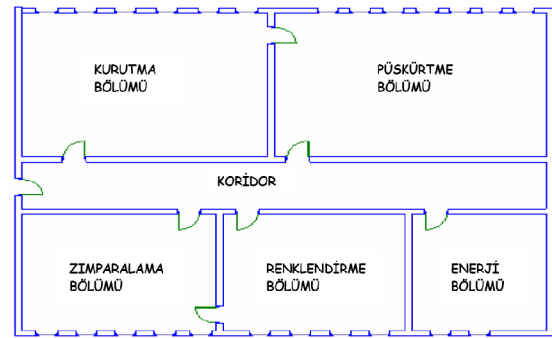 KURUTMA
BÖLÜMÜ
PÜSKÜRTME
BÖLÜMÜ
KORİDOR
ZIMPARALAMA
BÖLÜMÜ
RENKLENDİRME
BÖLÜMÜ
ENERJİ
BÖLÜMÜ